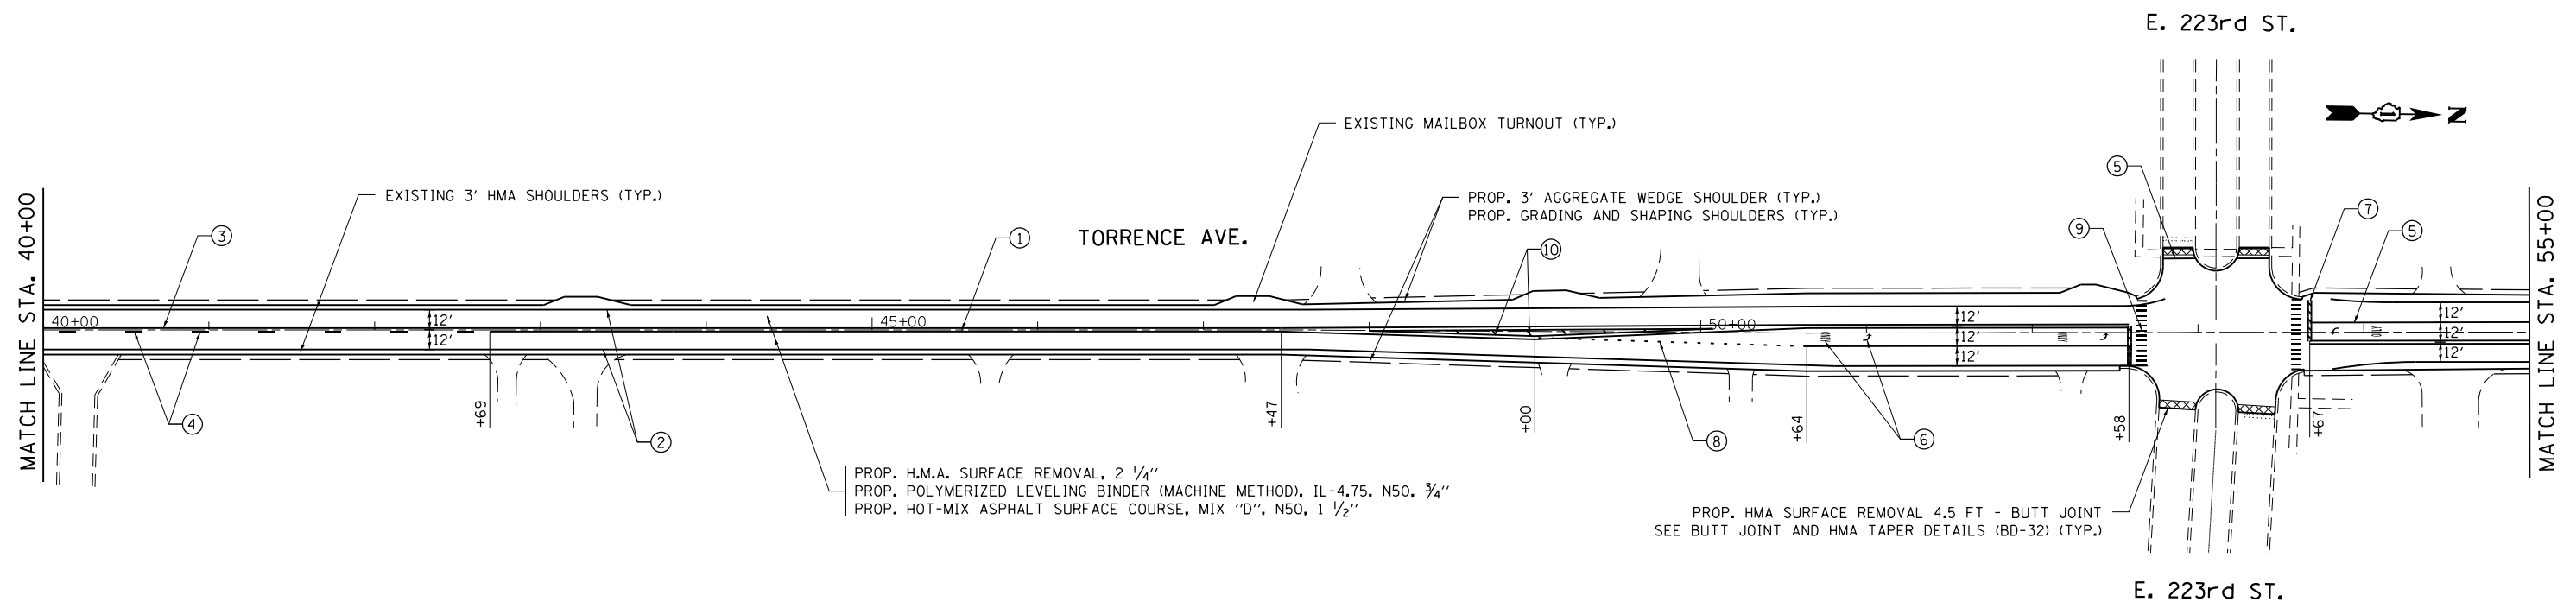 E. 223rd ST.
N
EXISTING MAILBOX TURNOUT (TYP.)
5
EXISTING 3' HMA SHOULDERS (TYP.)
PROP. 3' AGGREGATE WEDGE SHOULDER (TYP.)
PROP. GRADING AND SHAPING SHOULDERS (TYP.)
7
3
1
TORRENCE AVE.
10
9
5
MATCH LINE STA. 40+00
MATCH LINE STA. 55+00
40+00
12'
12'
45+00
50+00
12'
12'
12'
12'
12'
12'
4
+69
2
+47
+00
8
+64
6
+58
+67
PROP. H.M.A. SURFACE REMOVAL, 2 1/4"
PROP. POLYMERIZED LEVELING BINDER (MACHINE METHOD), IL-4.75, N50, 3/4"
PROP. HOT-MIX ASPHALT SURFACE COURSE, MIX "D", N50, 1 1/2"
PROP. HMA SURFACE REMOVAL 4.5 FT - BUTT JOINT
SEE BUTT JOINT AND HMA TAPER DETAILS (BD-32) (TYP.)
E. 223rd ST.